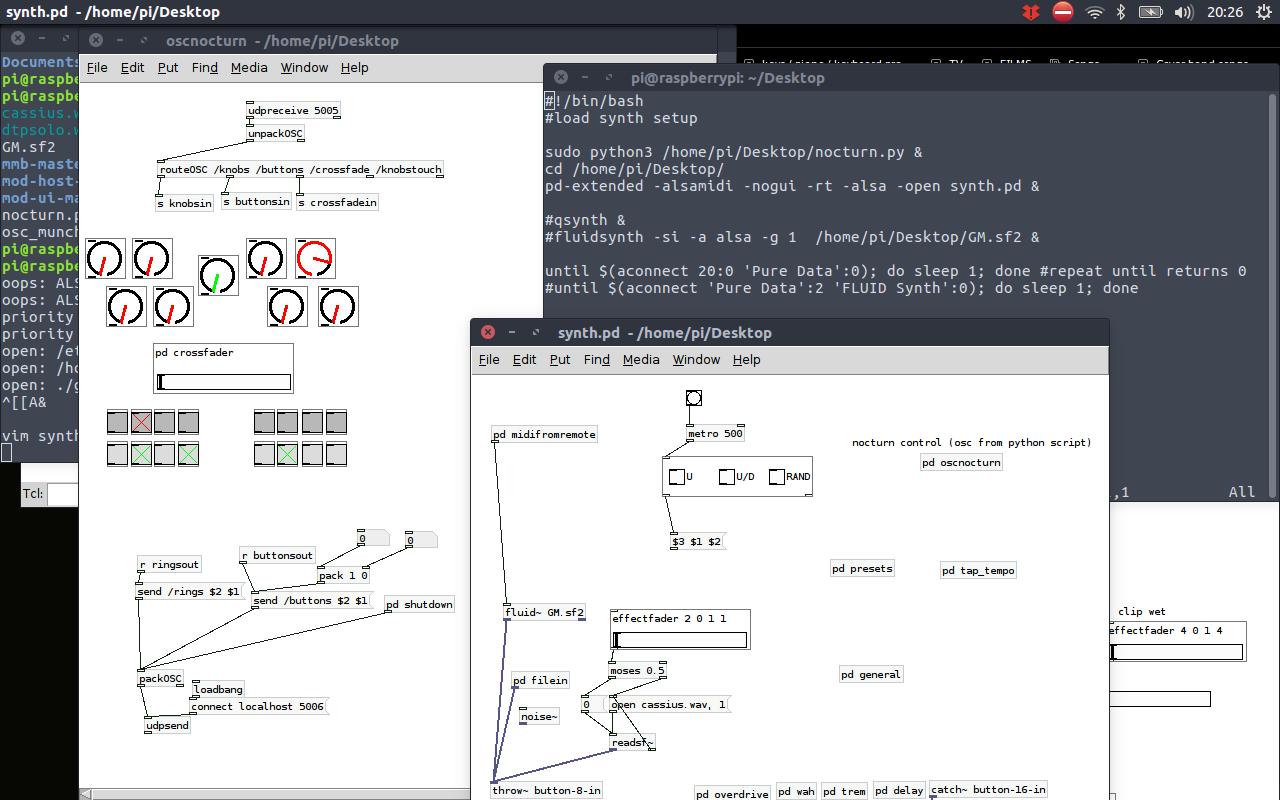 synth.pd - /home/pi/Desktop
20:26
oscnocturn - /home/pi/Desktop
File Edit Put Find Media Window Help
udpreceive 5005
unpackOSC
routeOSC /knobs /buttons /crossfade /knobstouch
s knobsin
s buttonsin
s crossfadein
pd crossfader
r ringsout
r buttonsout
0
0
pack 1 0
send /rings $2 $1
send /buttons $2 $1
pd shutdown
packOSC
loadbang
connect localhost 5006
udpsend
Documents
pi@raspbe
pi@raspbe
cassius.w
dtpsolo.w
GM.sf2
mmb-maste
mod-host-
mod-ui-ma
nocturn.p
osc_munch
pi@raspbe
pi@raspbe
oops: ALS
oops: ALS
priority
priority
open: /et
open: /ho
open: ./g
^[[A&
vim synth
Tcl:
TV
FILMS
pi@raspberrypi: ~/Desktop
#!/bin/bash
#load synth setup
sudo python3 /home/pi/Desktop/nocturn.py &
cd /home/pi/Desktop/
pd-extended -alsamidi -nogui -rt -alsa -open synth.pd &
#qsynth &
#fluidsynth -si -a alsa -g 1 /home/pi/Desktop/GM.sf2 &
until $(aconnect 20:0 'Pure Data':0); do sleep 1; done #repeat until returns 0
#until $(aconnect 'Pure Data':2 'FLUID Synth':0); do sleep 1; done
,1 All
synth.pd - /home/pi/Desktop
File Edit Put Find Media Window Help
pd midifromremote
metro 500
nocturn control (osc from python script)
pd oscnocturn
U U/D RAND
$3 $1 $2
pd presets
pd tap_tempo
fluid~ GM.sf2
effectfader 2 0 1 1
moses 0.5
pd filein
pd general
0
open cassius.wav, 1
noise~
readsf~
throw~ button-8-in
pd overdrive
pd wah
pd trem
pd delay
catch~ button-16-in
clip wet
effectfader 4 0 1 4